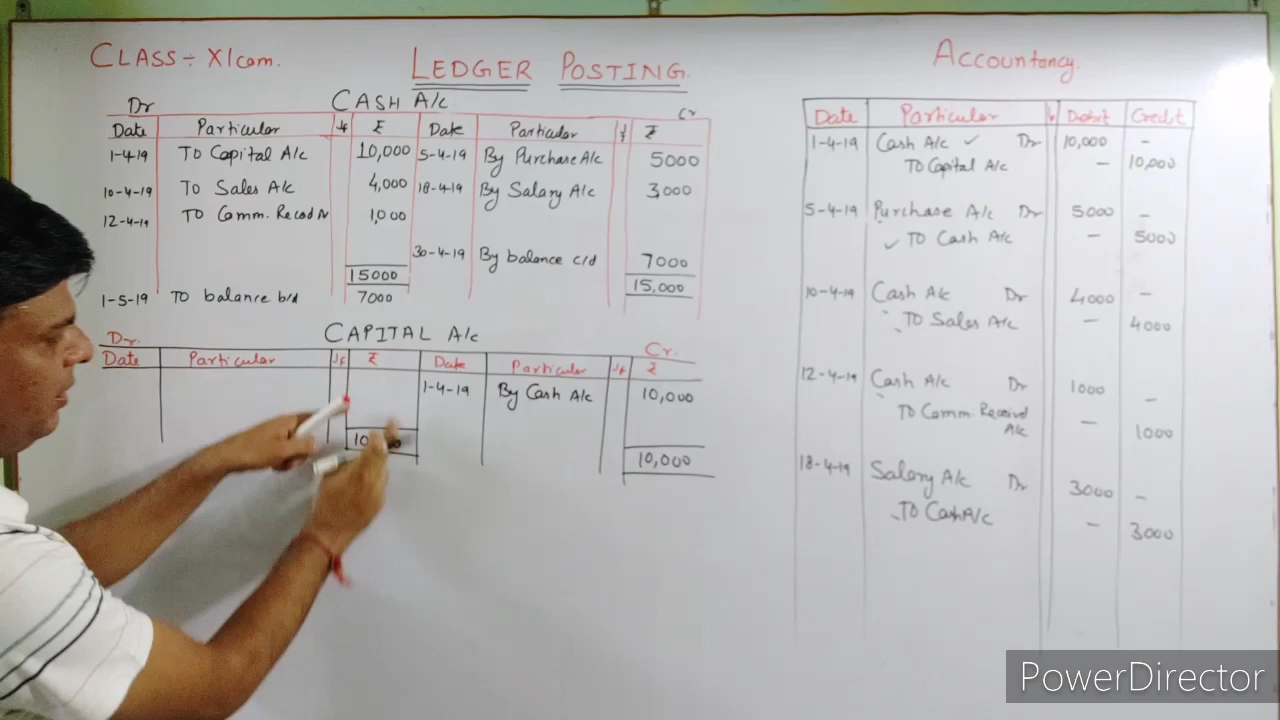 CLASS ÷ XI com.
LEDGER POSTING.
Accountancy.
Dr CASH A/c Cr
Date Particular J.f ₹ Date Particular J.f ₹
1-4-19 To Capital A/c 10,000 5-4-19 By Purchase A/c 5000
10-4-19 To Sales A/c 4,000 18-4-19 By Salary A/c 3,000
12-4-19 To Comm. Recd A/c 1,000
30-4-19 By balance c/d 7000
15000 15,000
1-5-19 To balance b/d 7000
Dr. CAPITAL A/c Cr.
Date Particular J.f ₹ Date Particular J.f ₹
1-4-19 By Cash A/c 10,000
10,000
Date Particular Debit Credit
1-4-19 Cash A/c ✓ Dr 10,000 -
To Capital A/c - 10,000
5-4-19 Purchase A/c Dr 5000 -
✓ To Cash A/c - 5000
10-4-19 Cash A/c Dr 4000 -
To Sales A/c - 4000
12-4-19 Cash A/c Dr 1000 -
To Comm. Received - 1000
A/c
18-4-19 Salary A/c Dr 3000 -
To Cash A/c - 3000
PowerDirector